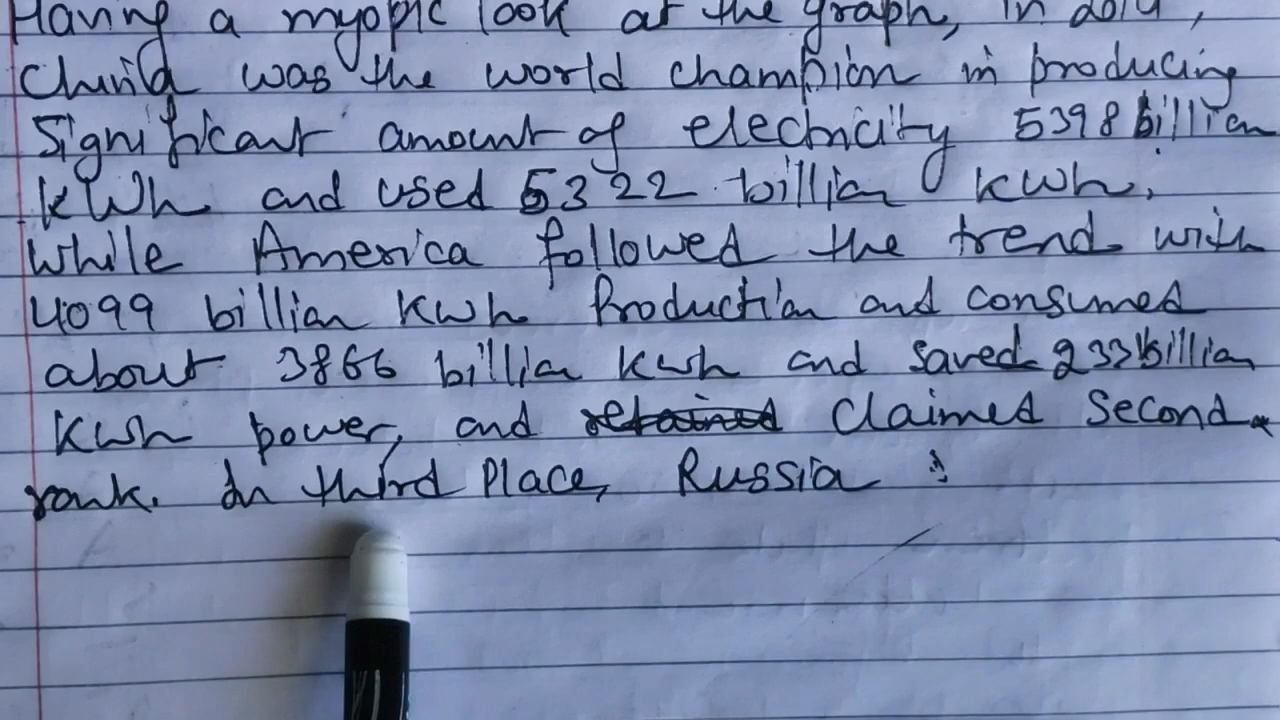 Having a myopic look at the graph, in 2014,
China was the world champion in producing
Significant amount of electricity 5398 billion
kWh and used 5322 billion kwh.
While America followed the trend with
4099 billion kwh Production and consumed
about 3866 billion kwh and saved 233 billion
Kwh power, and retained Claimed Second
rank. In third Place, Russia